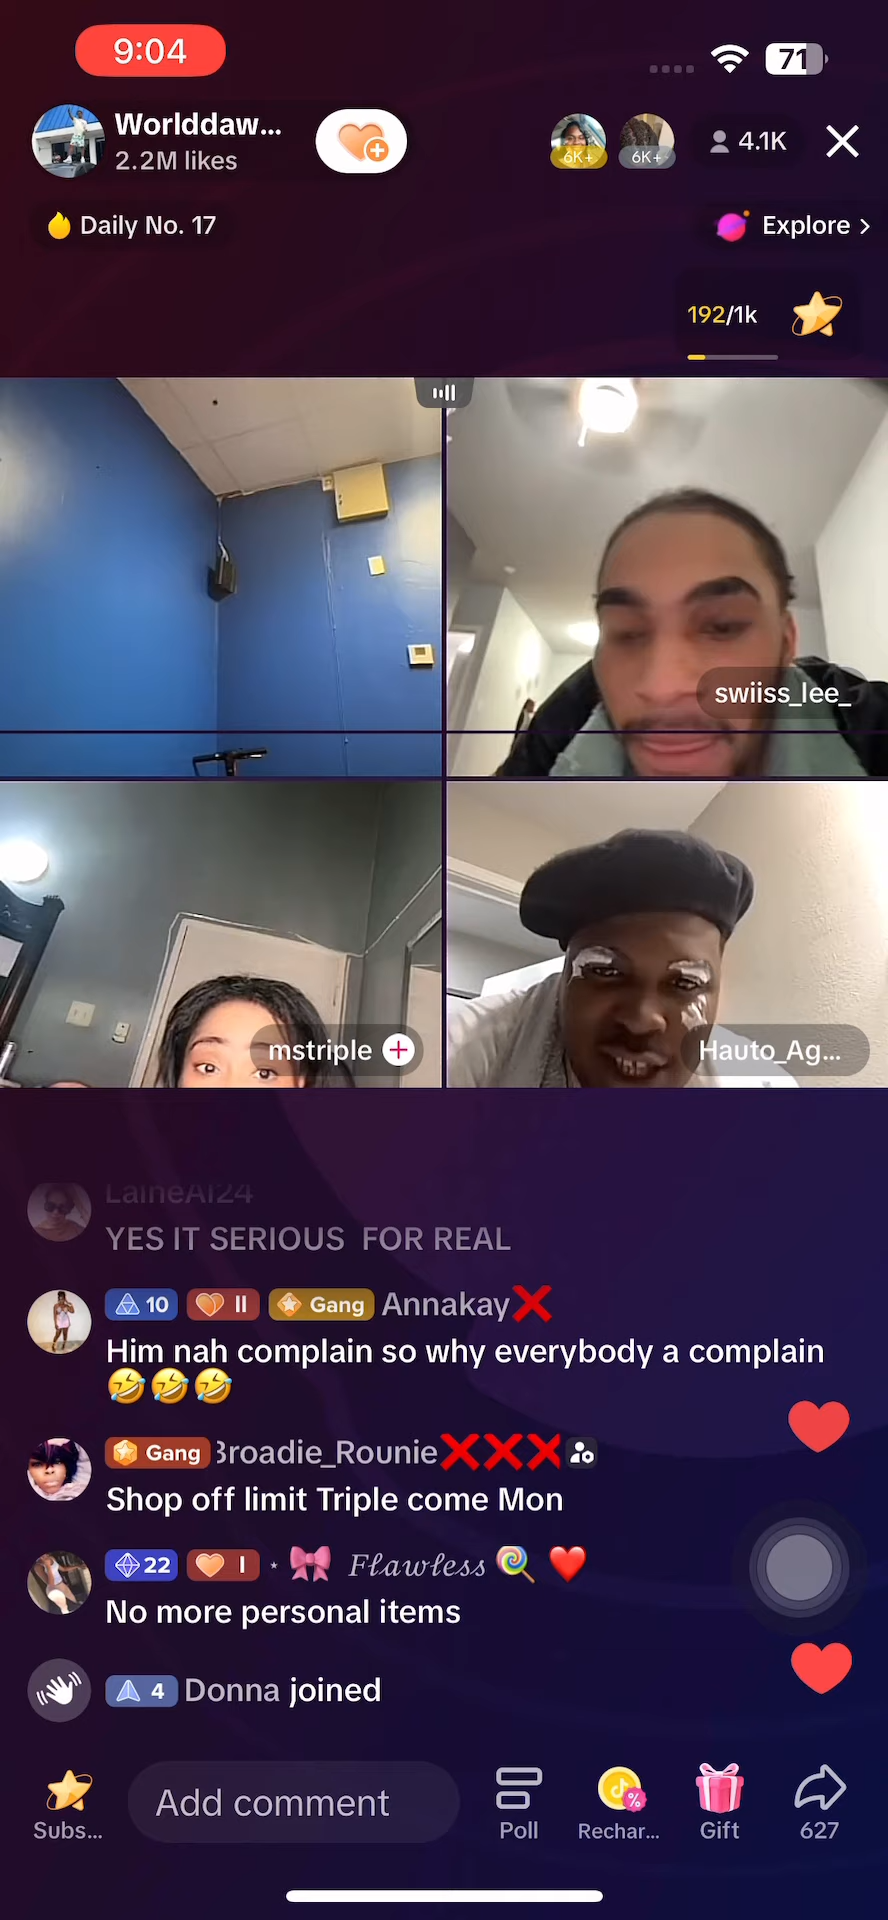 9:04
71
Worlddaw...
2.2M likes
6K+
6K+
4.1K
Daily No. 17
Explore >
192/1k
swiiss_lee_
mstriple
Hauto_Ag...
LaineAl24
YES IT SERIOUS FOR REAL
10 II Gang Annakay❌
Him nah complain so why everybody a complain
🤣🤣🤣
Gang Broadie_Rounie❌❌❌
Shop off limit Triple come Mon
22 I ⋆ 🎀 𝐹𝓁𝒶𝓌𝓁𝑒𝓈𝓈 🍭 ❤️
No more personal items
4 Donna joined
Subs...
Add comment
Poll
Rechar...
Gift
627